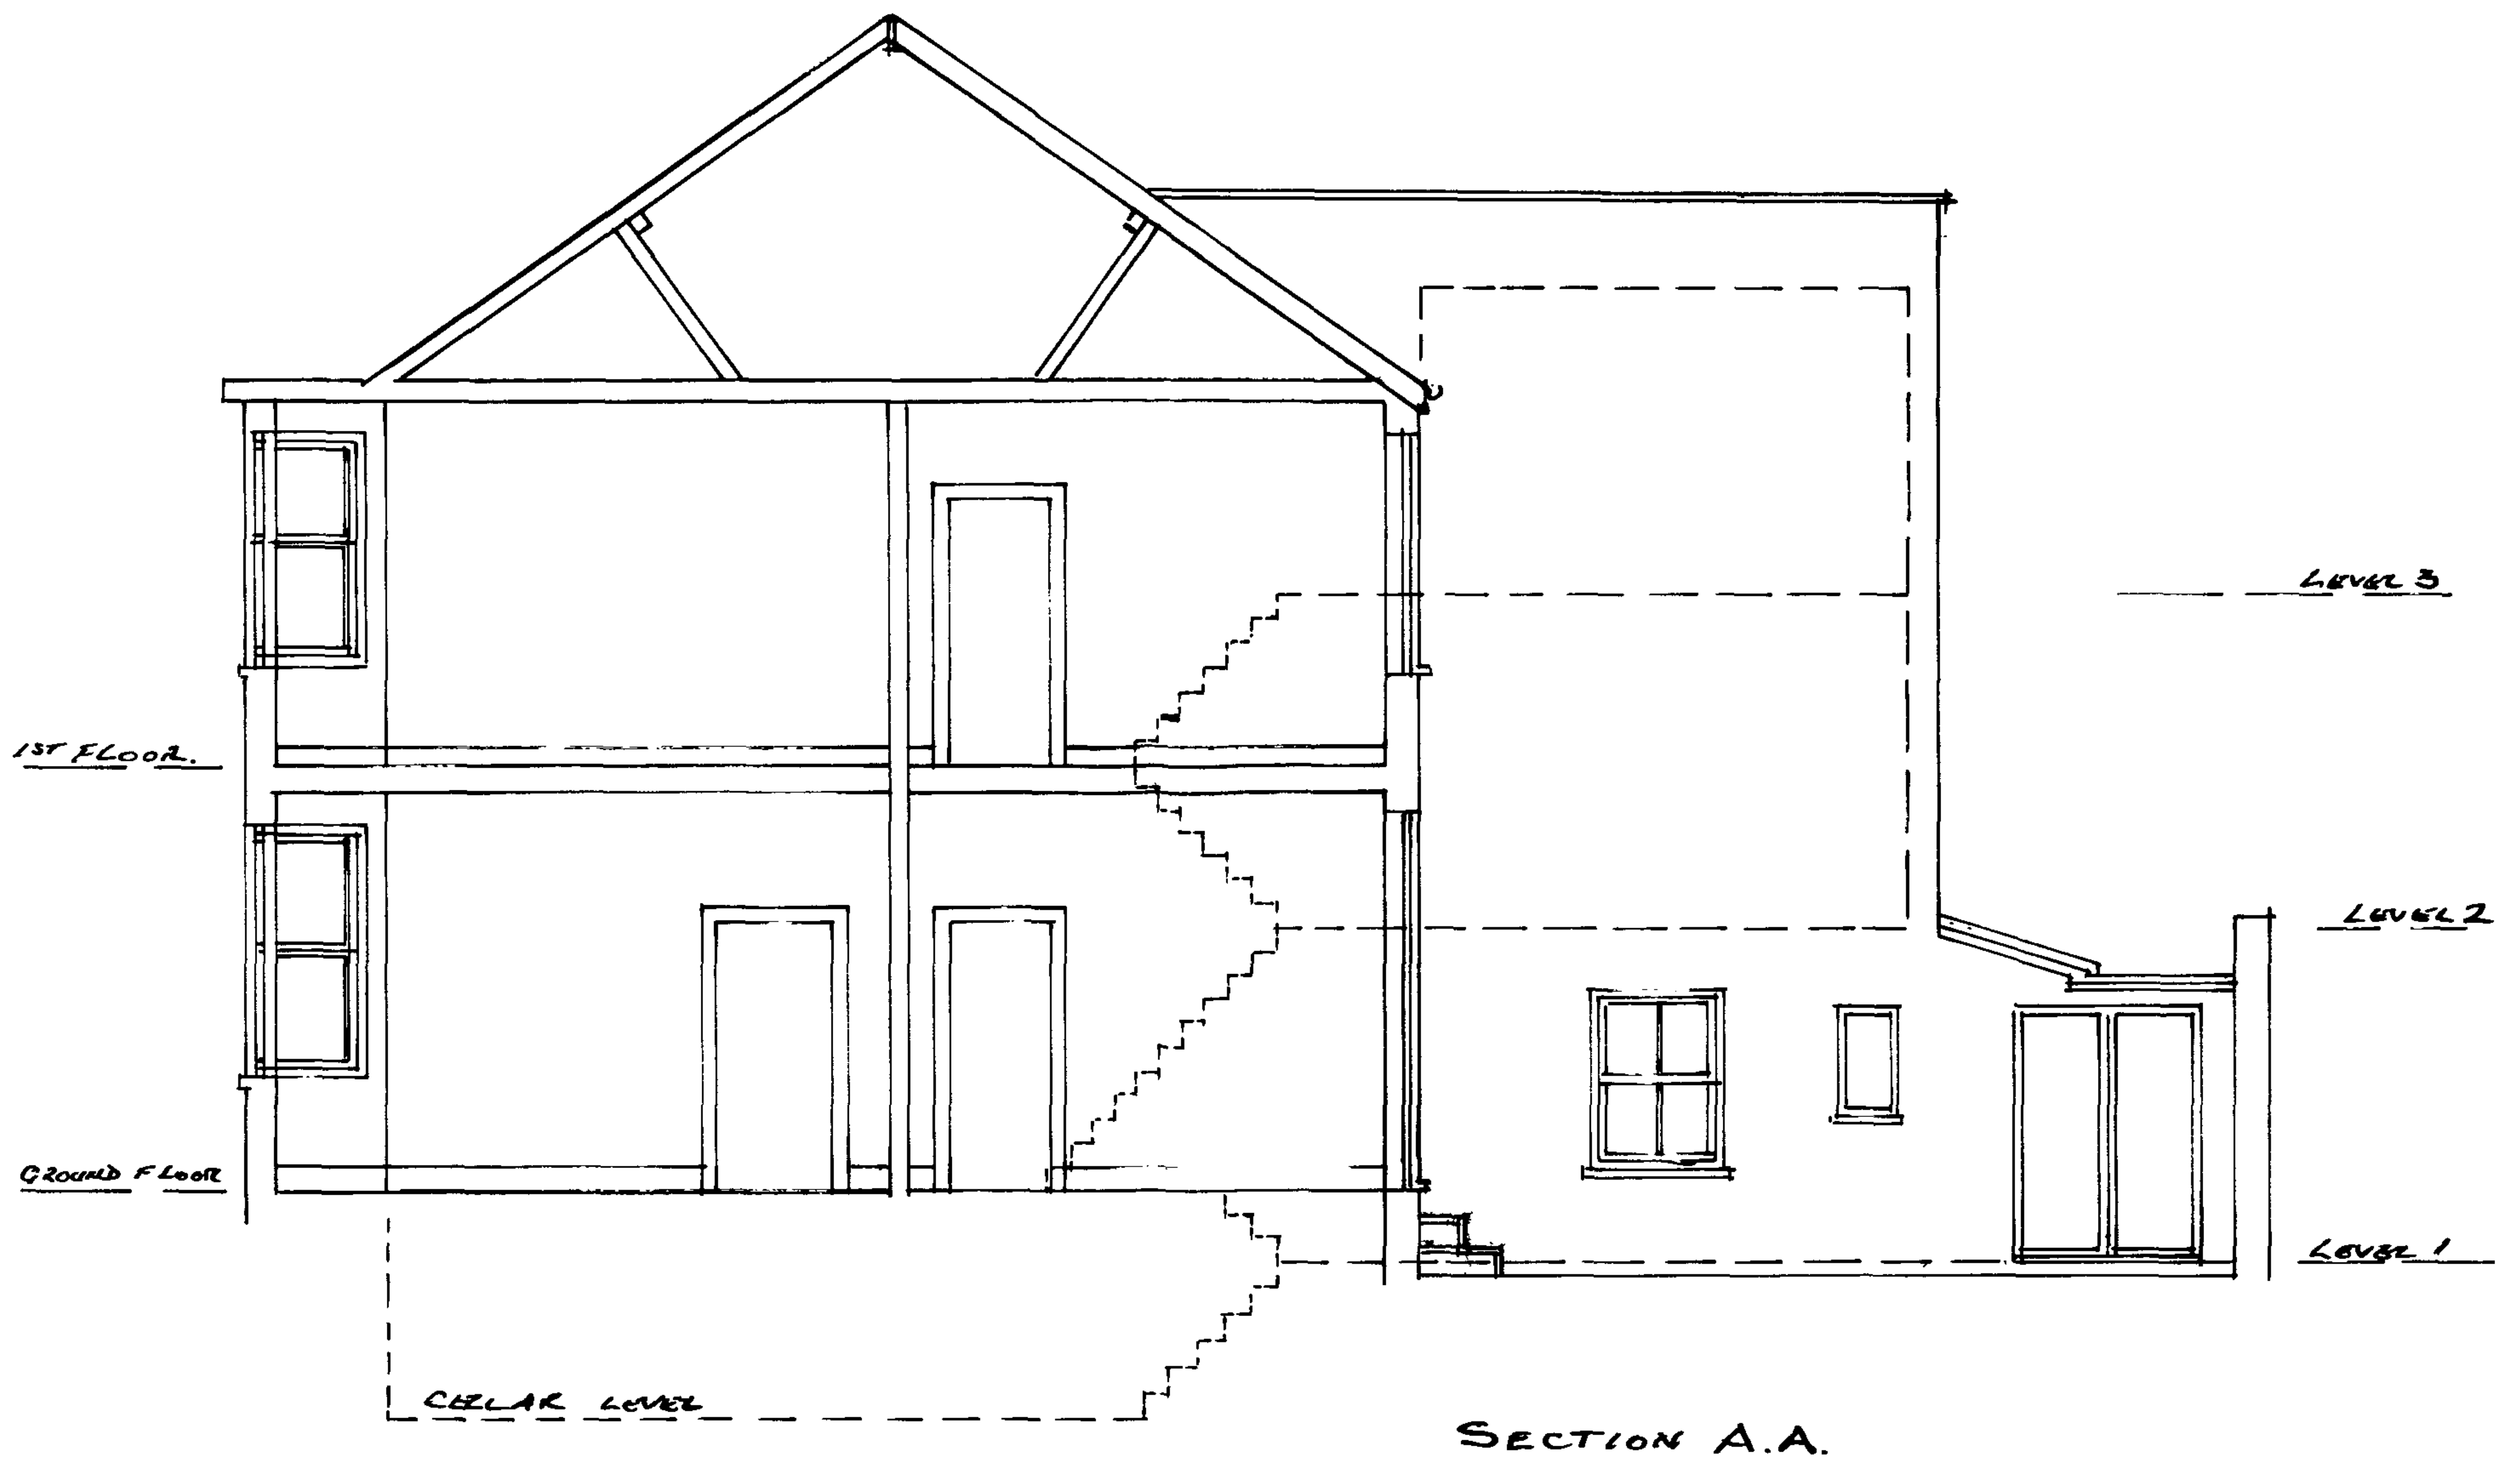 LEVEL 3
1ST FLOOR.
LEVEL 2
GROUND FLOOR
LEVEL 1
CELLAR LEVEL
SECTION A.A.